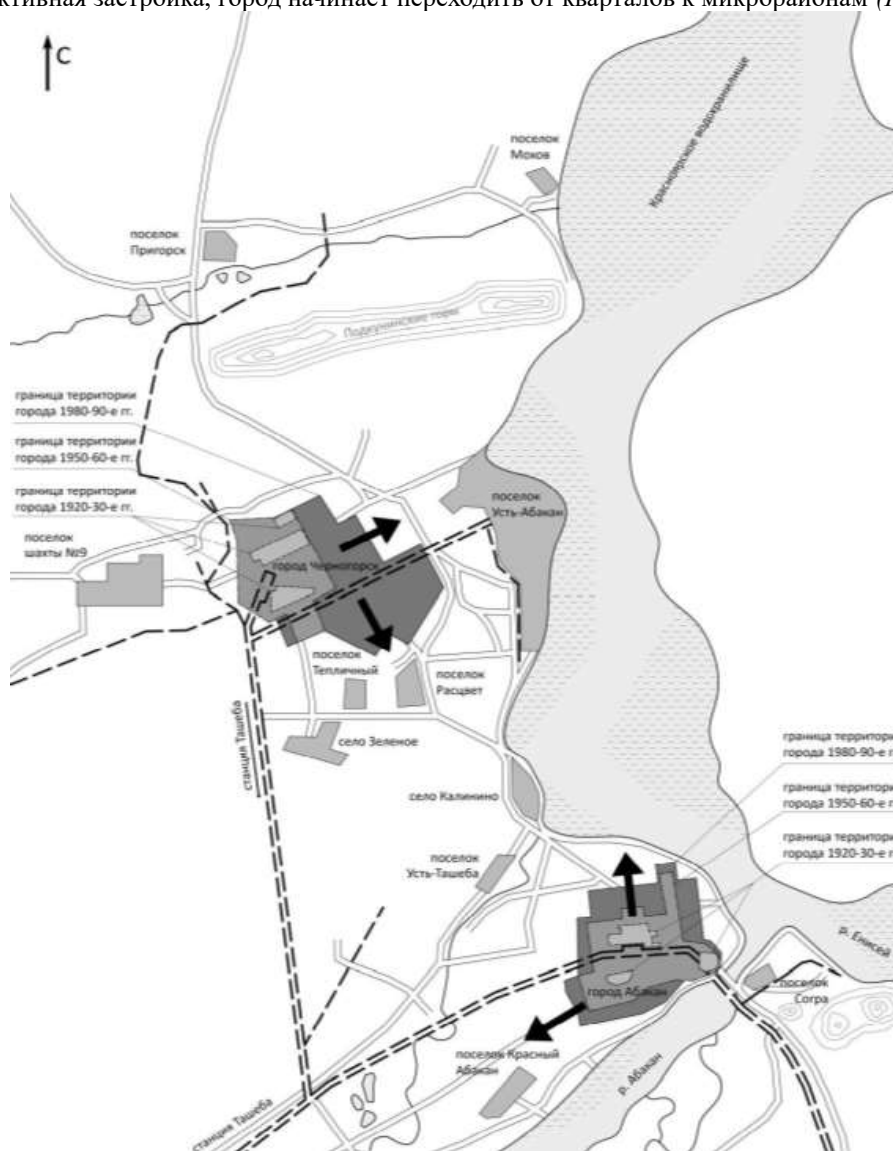 активная застройка, город начинает переходить от кварталов к микрорайонам
С
Красноярское водохранилище
поселок
Мохов
поселок
Пригорск
Подкунинские горы
граница территории
города 1980-90-е гг.
граница территории
города 1950-60-е гг.
граница территории
города 1920-30-е гг.
поселок
шахты №9
поселок
Усть-Абакан
город Черногорск
поселок
Тепличный
поселок
Расцвет
станция Ташеба
село Зеленое
село Калинино
граница территори
города 1980-90-е г
граница территори
города 1950-60-е г
граница территори
города 1920-30-е г
поселок
Усть-Ташеба
р. Енисей
город Абакан
поселок
Согра
поселок Красный
Абакан
р. Абакан
станция Ташеба